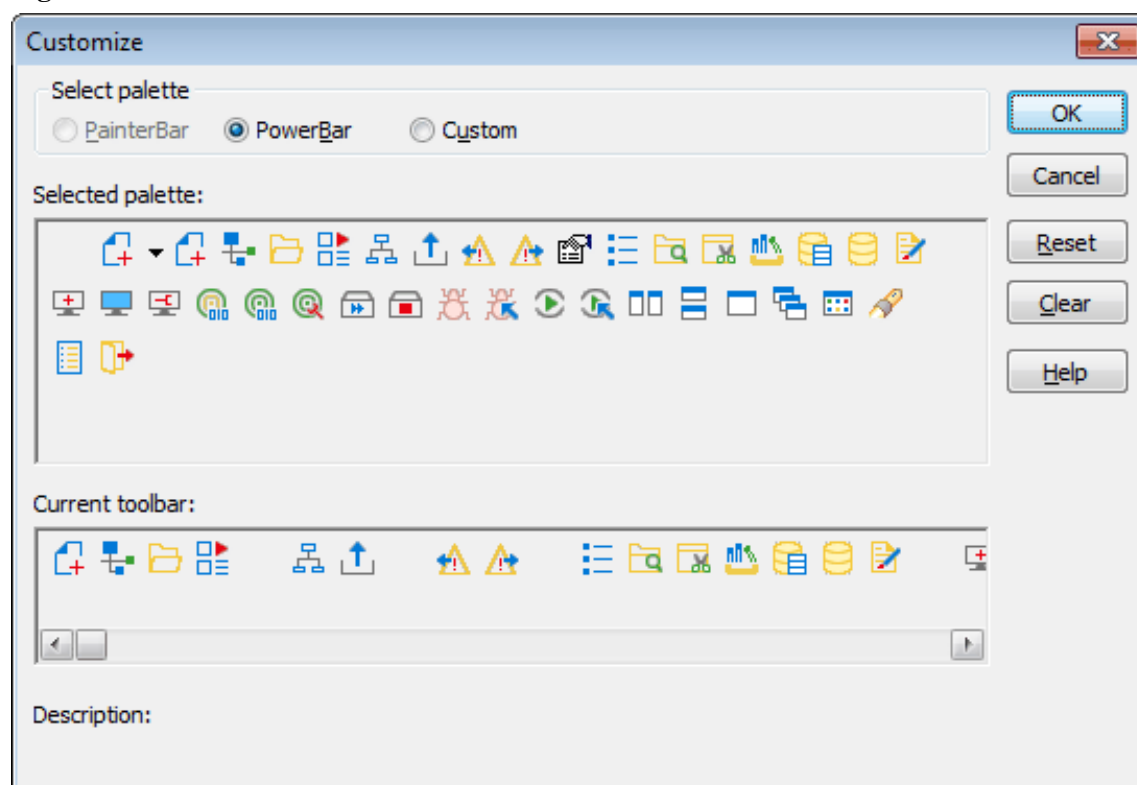 Customize
Select palette
PainterBar PowerBar Custom
OK
Cancel
Selected palette:
Reset
Clear
Help
Current toolbar:
Description: